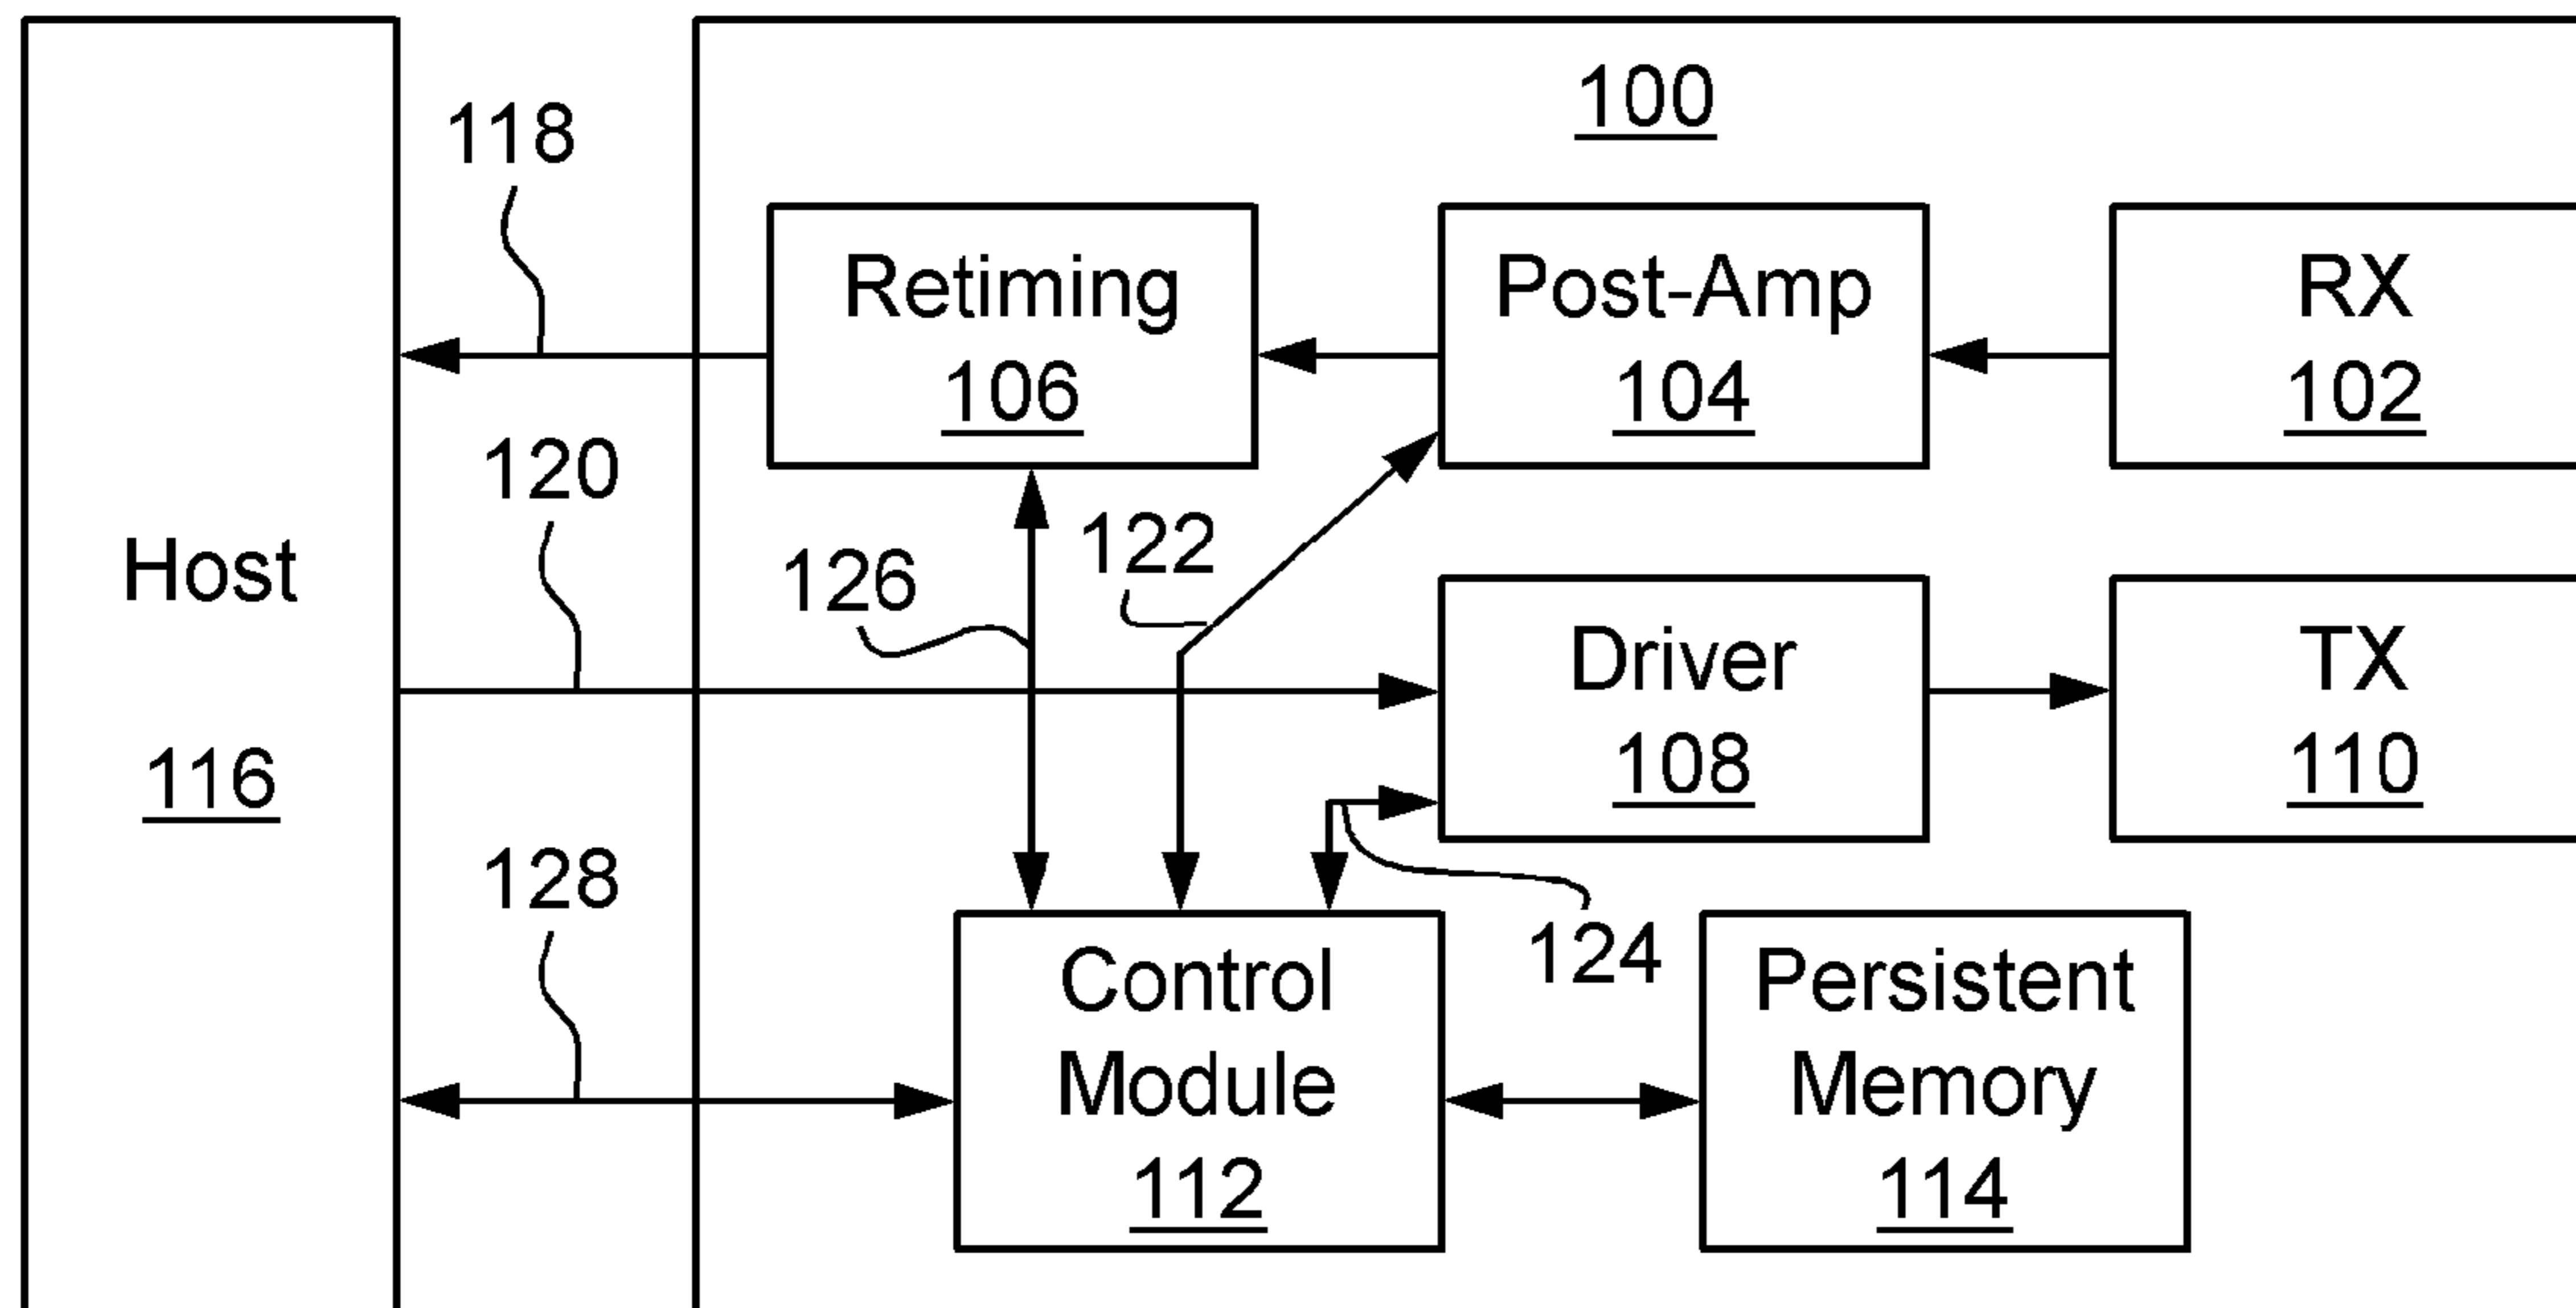 100
118
Retiming
106
Post-Amp
104
RX
102
120
126
122
Host
116
Driver
108
TX
110
128
124
Control
Module
112
Persistent
Memory
114